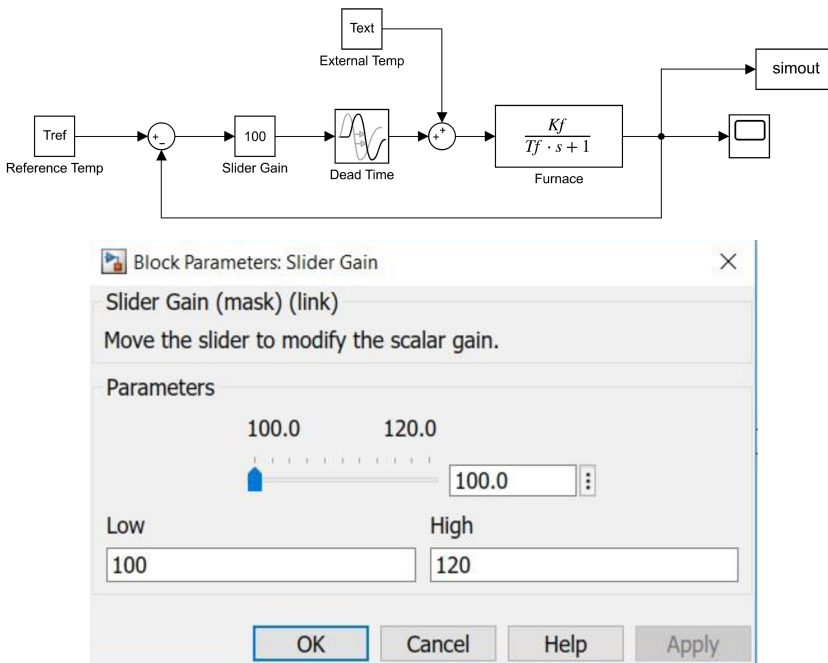 Text
External Temp
simout
Tref
+
−
100
+
+
Kf
Tf · s + 1
Reference Temp
Slider Gain
Dead Time
Furnace
Block Parameters: Slider Gain
Slider Gain (mask) (link)
Move the slider to modify the scalar gain.
Parameters
100.0 120.0
100.0
Low High
100 120
OK Cancel Help Apply